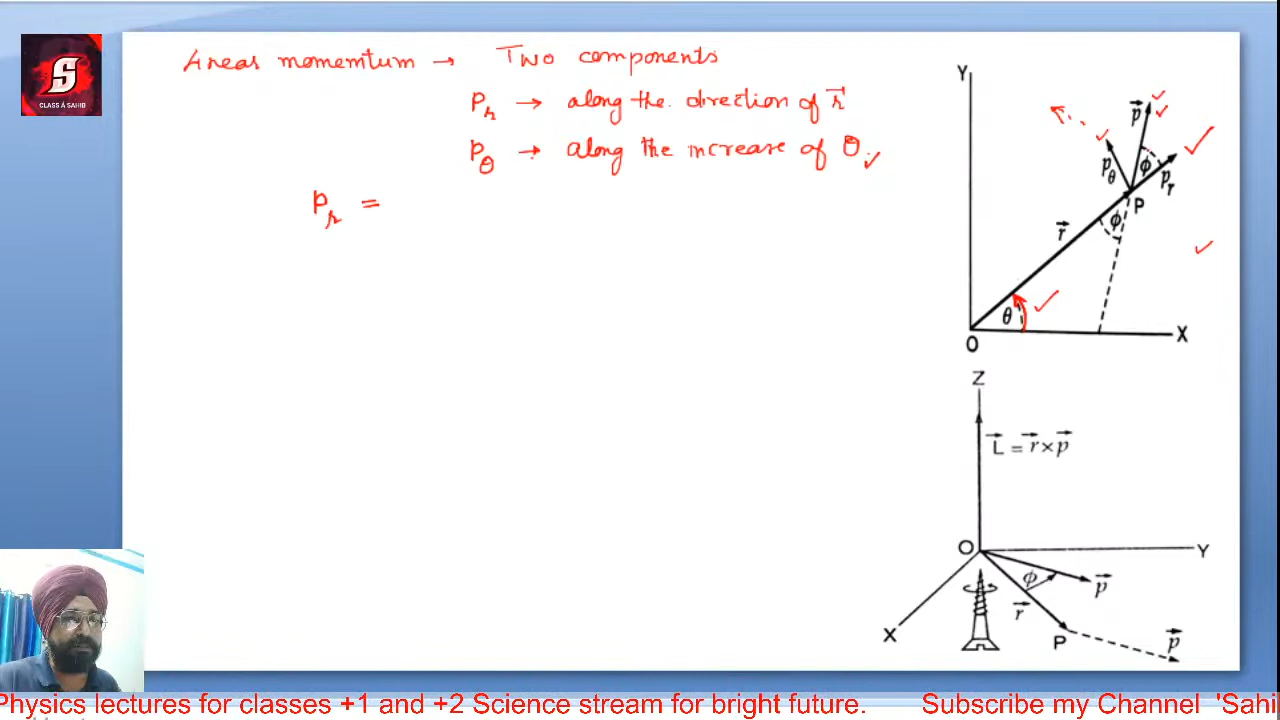 S
CLASS Á SAHIB
Linear momentum → Two components
Pr → along the direction of r⃗
Pθ → along the increase of θ
Pr =
Y
p⃗
pθ
ϕ
pr
P
ϕ
r⃗
θ
O
X
Z
L⃗ = r⃗ × p⃗
O
Y
ϕ
p⃗
r⃗
X
P
p⃗
Physics lectures for classes +1 and +2 Science stream for bright future. Subscribe my Channel 'Sahi